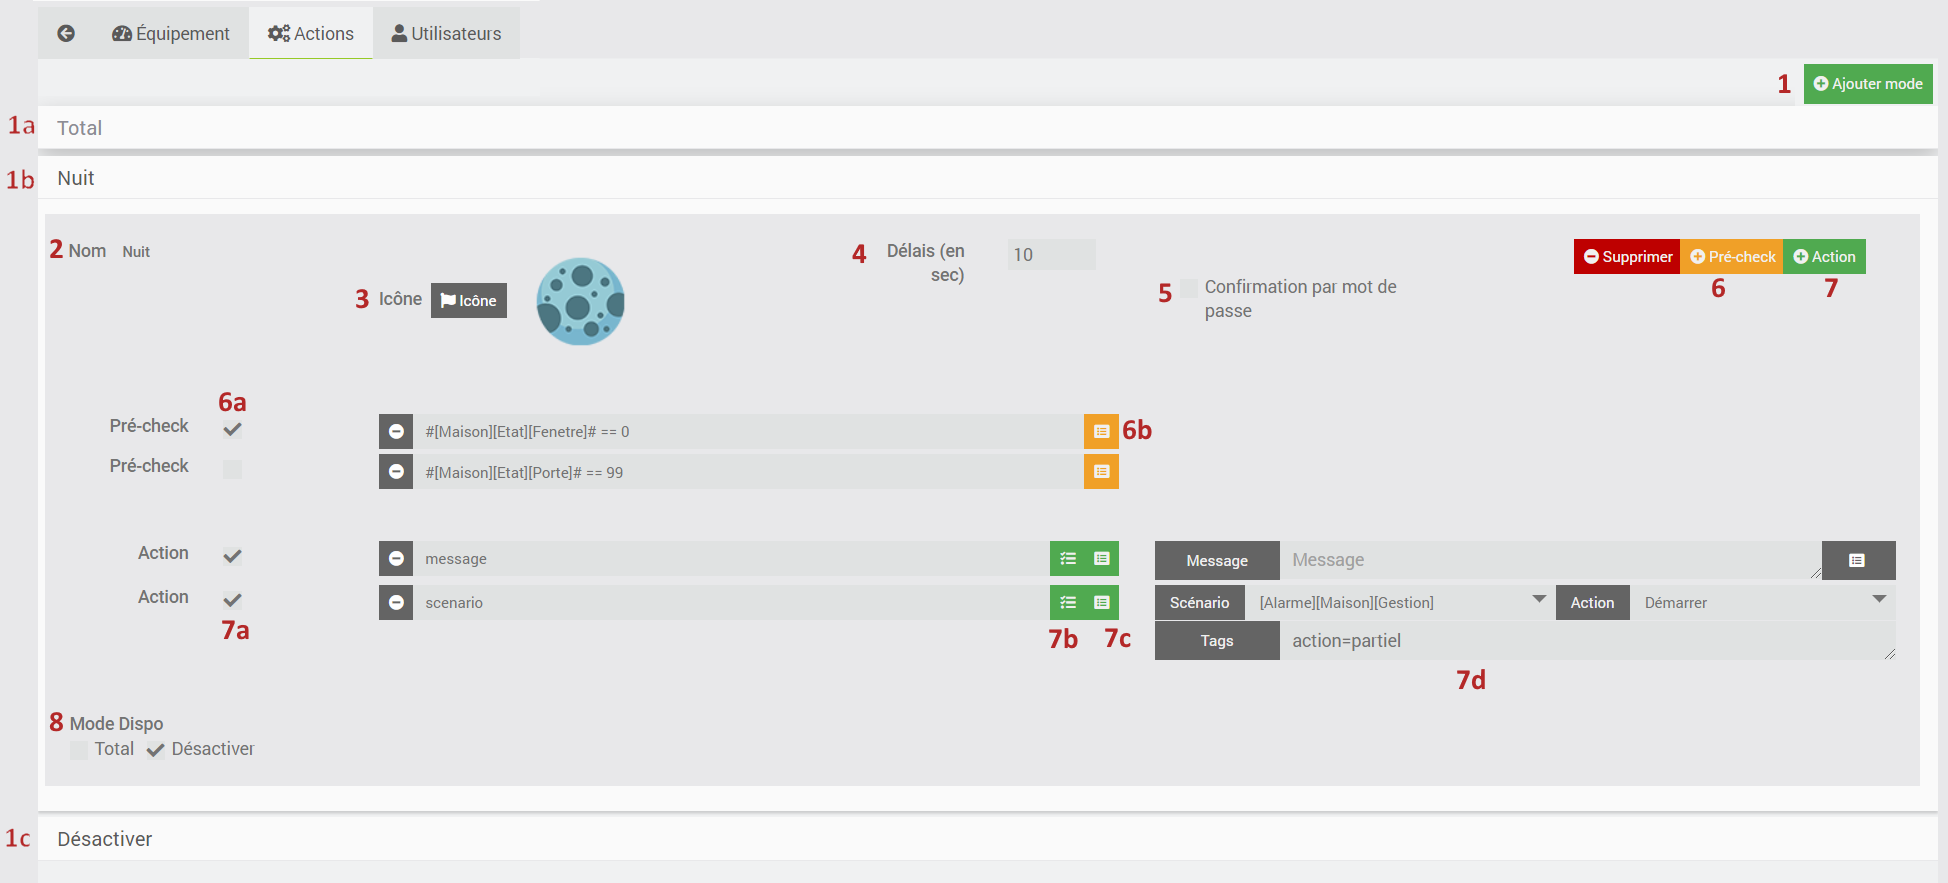 Équipement Actions Utilisateurs
1 Ajouter mode
1a Total
1b Nuit
2 Nom Nuit
3 Icône Icône
4 Délais (en
sec)
10
5 Confirmation par mot de
passe
Supprimer Pré-check Action
6 7
6a
Pré-check #[Maison][Etat][Fenetre]# == 0 6b
Pré-check #[Maison][Etat][Porte]# == 99
Action message Message Message
Action scenario Scénario [Alarme][Maison][Gestion] Action Démarrer
7a 7b 7c Tags action=partiel
7d
8 Mode Dispo
Total Désactiver
1c Désactiver